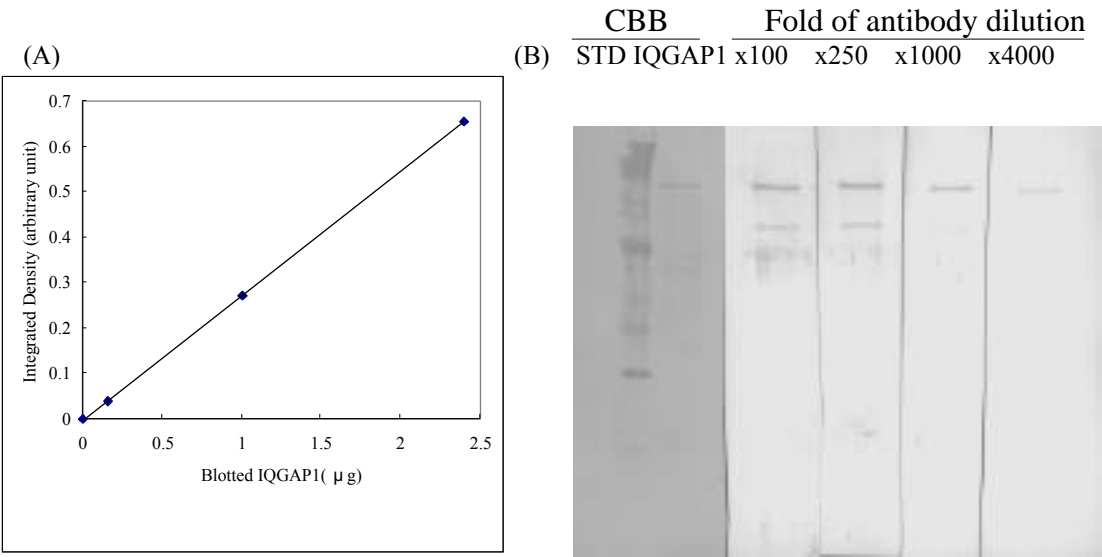 (A)
0.7
0.6
0.5
0.4
0.3
0.2
0.1
0
0 0.5 1 1.5 2 2.5
Integrated Density (arbitrary unit)
Blotted IQGAP1( μg)
CBB Fold of antibody dilution
(B) STD IQGAP1 x100 x250 x1000 x4000